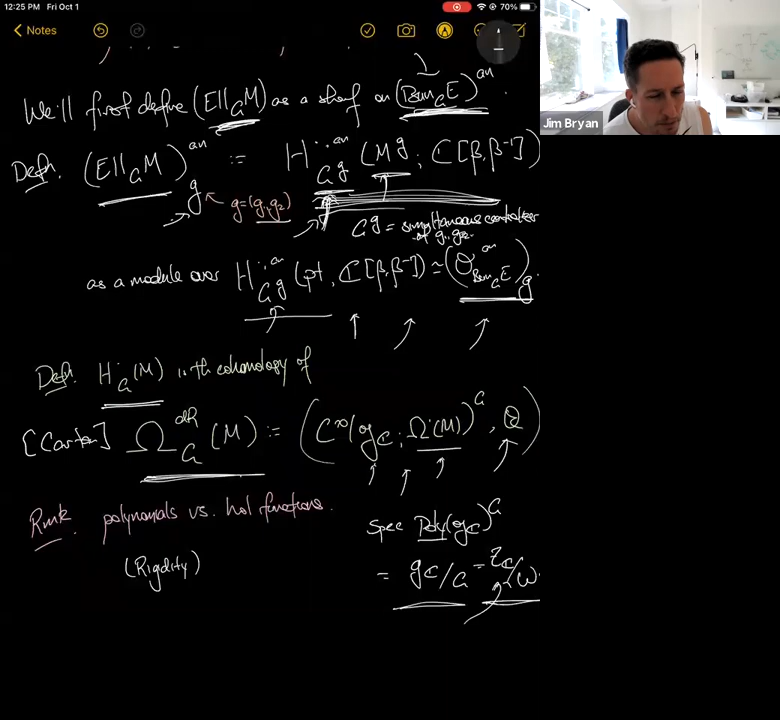 12:25 PM Fri Oct 1
70%
Notes
We'll first define (Ell_G M) as a sheaf on (Bun_G E)^an.
Defn. (Ell_G M)^an_g := H^{..an}_{G^g} (M^g; ℂ[β,β^-1])
g=(g_1,g_2)
G^g = simultaneous centralizer of g_1, g_2.
as a module over H^{..an}_{G^g} (pt, ℂ[β,β^-1]) ≃ (O^an_{Bun_G E})_g.
Defn. H^._G(M) is the cohomology of
[Cartan] Ω^dR_G (M) := (C^∞(g_ℂ; Ω^.(M))^G, Q)
Rmk. polynomials vs. hol functions.
(Rigidity)
Spec Poly(g_ℂ)^G
= g_ℂ/G = t_ℂ/W.
Jim Bryan